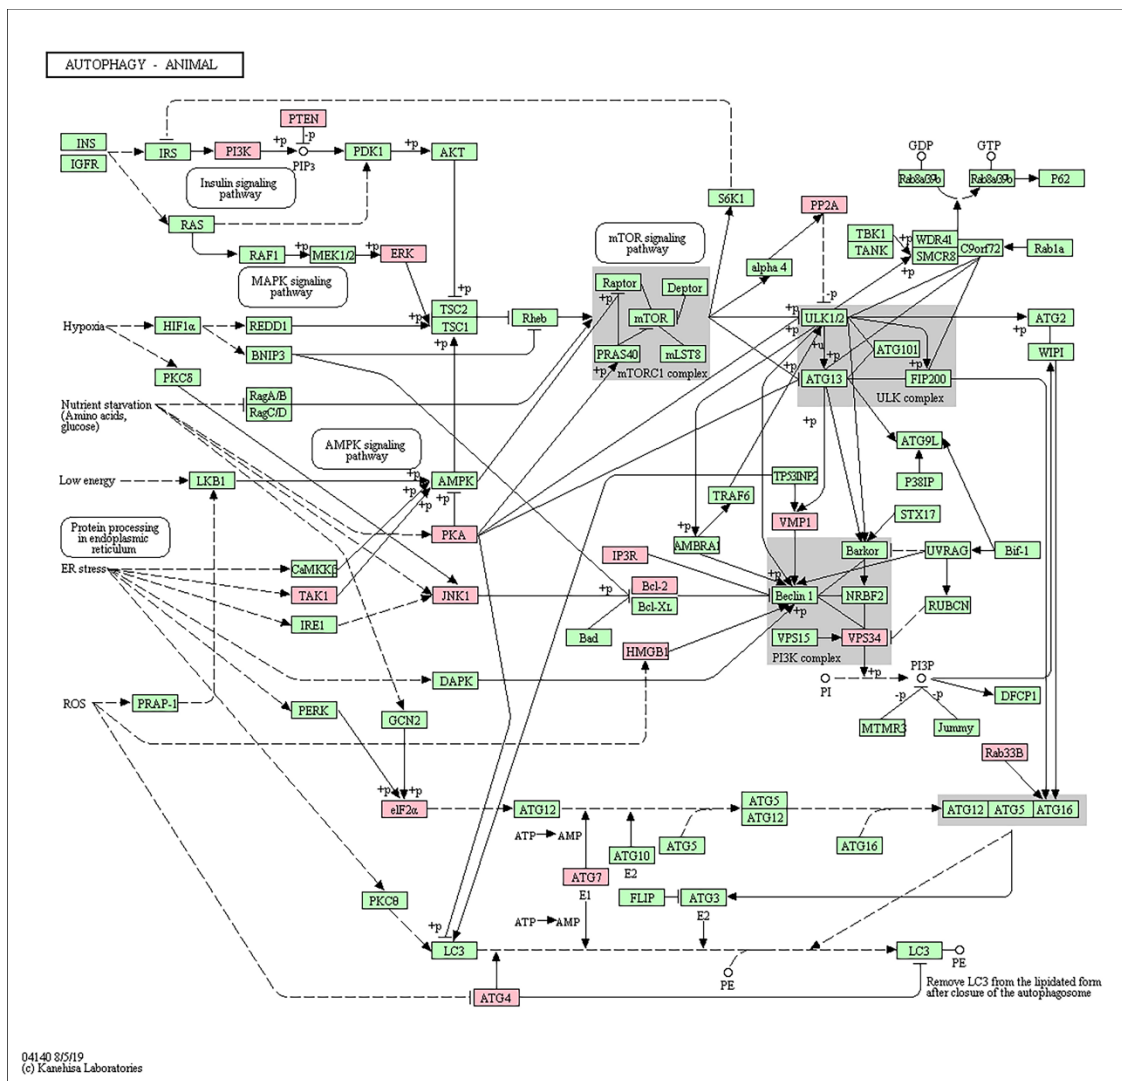 AUTOPHAGY - ANIMAL
PTEN
-p
INS
IGFR
IRS
PI3K
+p
PIP3
PDK1
+p
AKT
Insulin signaling
pathway
RAS
RAF1
+p
MEK1/2
+p
ERK
MAPK signaling
pathway
+p
TSC2
TSC1
+p
+p
Rheb
Hypoxia
HIF1α
REDD1
BNIP3
PKCδ
Nutrient starvation
(Amino acids,
glucose)
RagA/B
RagC/D
AMPK signaling
pathway
Low energy
LKB1
+p
+p
+p
+p
AMPK
PKA
Protein processing
in endoplasmic
reticulum
ER stress
CaMKKβ
TAK1
IRE1
JNK1
DAPK
PERK
GCN2
ROS
PRAP-1
+p
+p
eIF2α
PKCθ
mTOR signaling
pathway
S6K1
Raptor
Deptor
+p
mTOR
PRAS40
mLST8
+p
mTORC1 complex
PP2A
alpha 4
-p
GDP
GTP
Rab8a/39b
Rab8a/39b
P62
TBK1
TANK
+p
WDR41
SMCR8
C9orf72
Rab1a
+p
+p
+p
ULK1/2
+u
+p
ATG101
ATG13
+p
FIP200
ULK complex
+p
ATG2
+p
WIPI
ATG9L
P38IP
TP53INP2
TRAF6
VMP1
STX17
+p
AMBRA1
Barkor
UVRAG
Bif-1
IP3R
+p
Bcl-2
Bcl-XL
Bad
+p
Beclin 1
+p
NRBF2
RUBCN
VPS15
VPS34
PI3K complex
HMGB1
PI
+p
PI3P
-p
-p
DFCP1
MTMR3
Jummy
Rab33B
ATG12
ATP
AMP
ATG10
E2
ATG5
ATG5
ATG12
ATG16
ATG12
ATG5
ATG16
ATG7
E1
ATP
AMP
FLIP
ATG3
E2
+p
LC3
PE
LC3
PE
ATG4
Remove LC3 from the lipidated form
after closure of the autophagosome
04140 8/5/19
(c) Kanehisa Laboratories